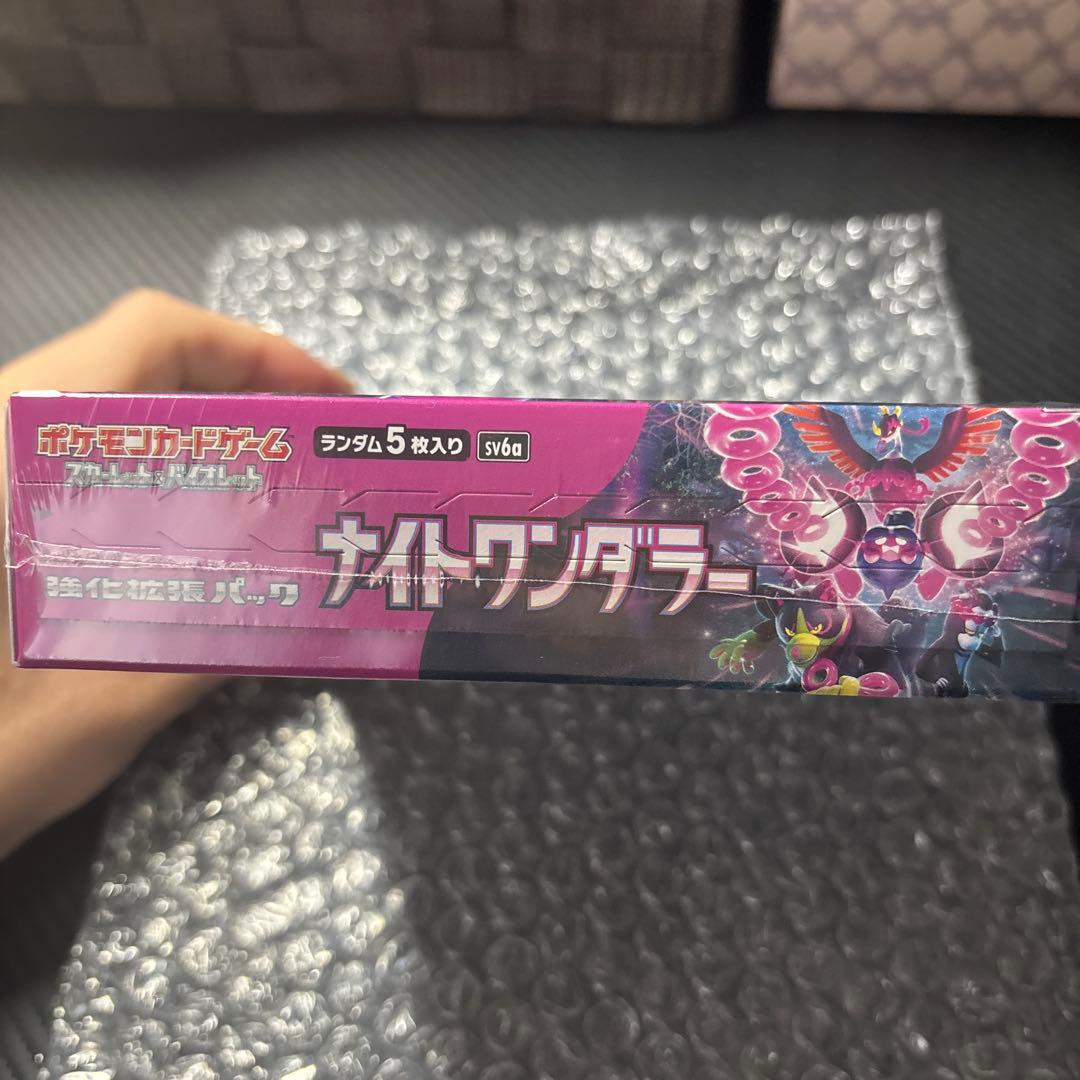 ポケモンカードゲーム
スカーレット&バイオレット
ランダム5枚入り
sv6a
強化拡張パック
ナイトワンダラー